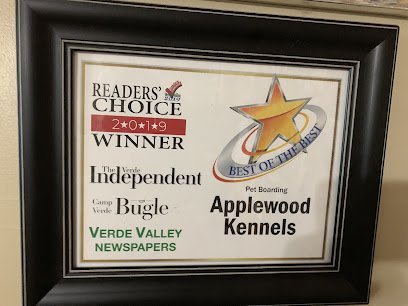 READERS'
CHOICE
2★0★1★9
WINNER
The Verde
Independent
Camp
Verde Bugle
VERDE VALLEY
NEWSPAPERS
BEST OF THE BEST
Pet Boarding
Applewood
Kennels